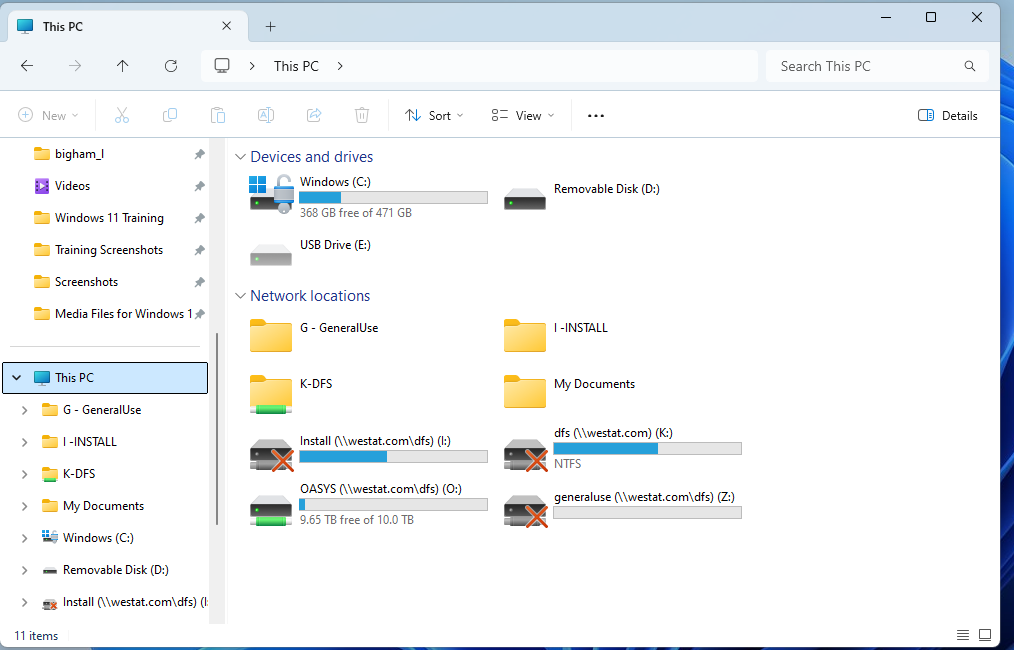 This PC
This PC
Search This PC
New
Sort
View
Details
bigham_l
Videos
Windows 11 Training
Training Screenshots
Screenshots
Media Files for Windows 1
This PC
G - GeneralUse
I -INSTALL
K-DFS
My Documents
Windows (C:)
Removable Disk (D:)
Install (\\westat.com\dfs) (I:
Devices and drives
Windows (C:)
368 GB free of 471 GB
Removable Disk (D:)
USB Drive (E:)
Network locations
G - GeneralUse
I -INSTALL
K-DFS
My Documents
Install (\\westat.com\dfs) (I:)
dfs (\\westat.com) (K:)
NTFS
OASYS (\\westat.com\dfs) (O:)
9.65 TB free of 10.0 TB
generaluse (\\westat.com\dfs) (Z:)
11 items